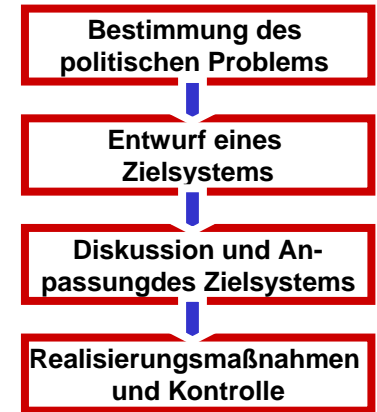 Bestimmung des
politischen Problems
Entwurf eines
Zielsystems
Diskussion und An-
passungdes Zielsystems
Realisierungsmaßnahmen
und Kontrolle